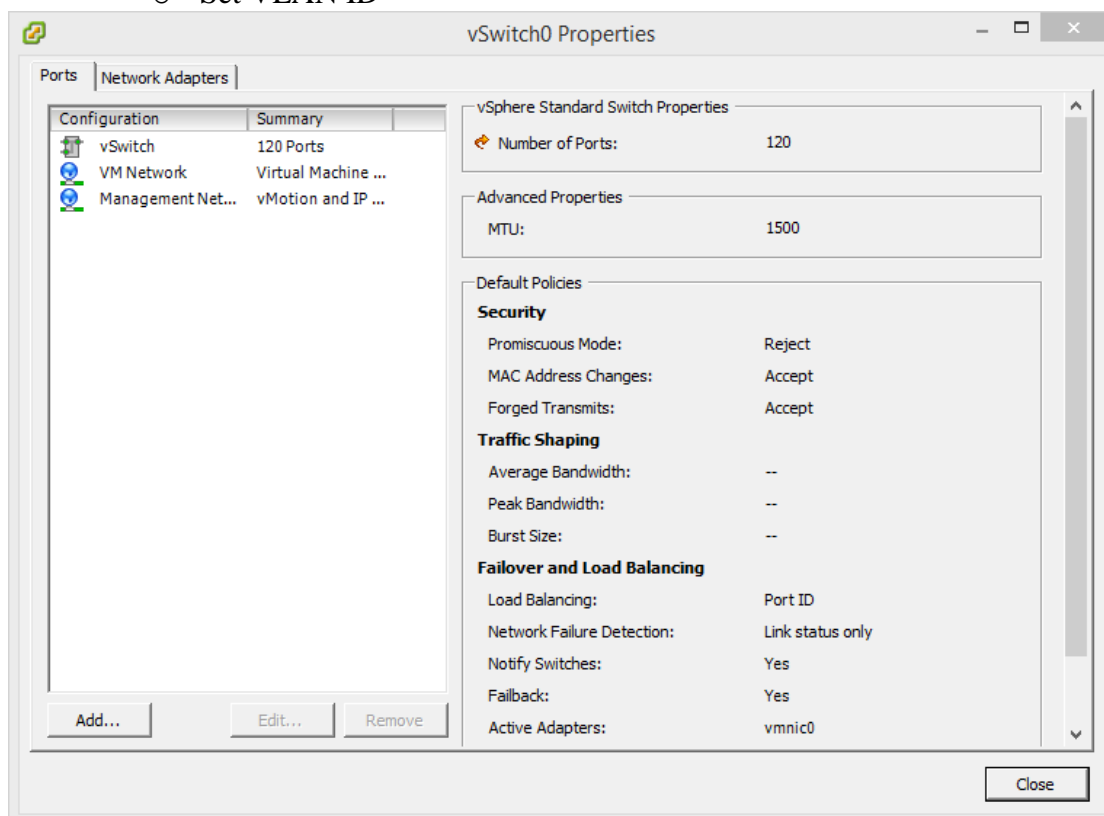 vSwitch0 Properties
Ports Network Adapters
Configuration Summary
vSwitch 120 Ports
VM Network Virtual Machine ...
Management Net... vMotion and IP ...
Add... Edit... Remove
vSphere Standard Switch Properties
Number of Ports: 120
Advanced Properties
MTU: 1500
Default Policies
Security
Promiscuous Mode: Reject
MAC Address Changes: Accept
Forged Transmits: Accept
Traffic Shaping
Average Bandwidth: --
Peak Bandwidth: --
Burst Size: --
Failover and Load Balancing
Load Balancing: Port ID
Network Failure Detection: Link status only
Notify Switches: Yes
Failback: Yes
Active Adapters: vmnic0
Close